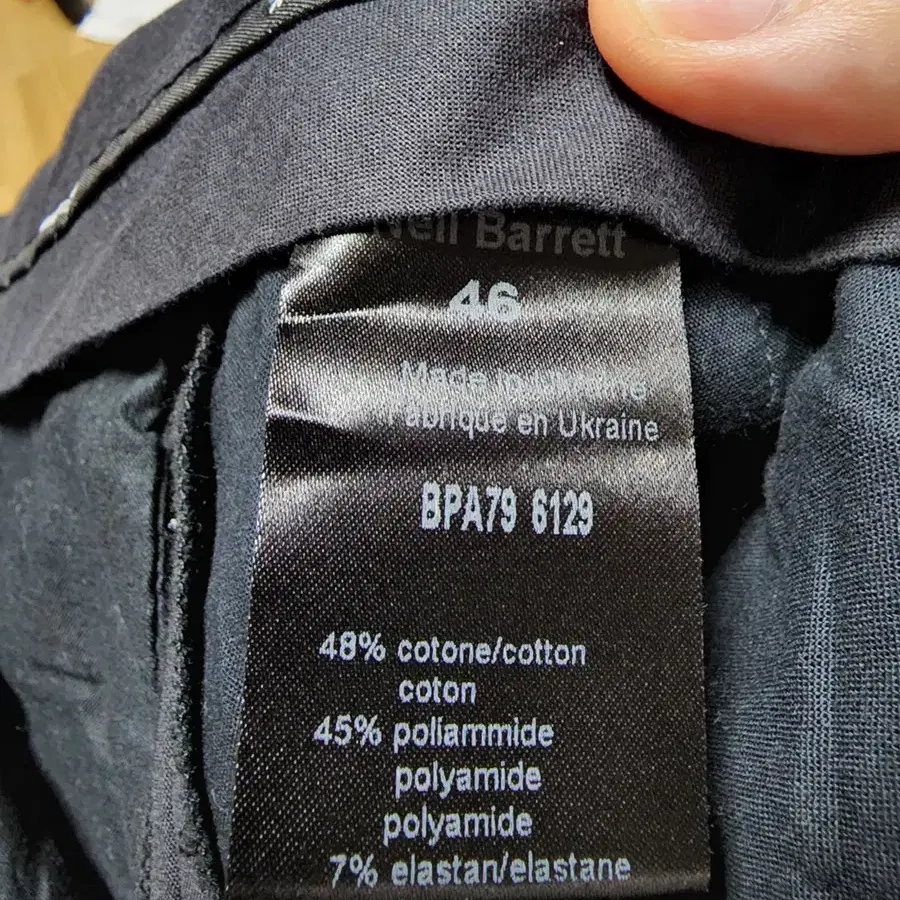 Neil Barrett
46
Made in Ukraine
Fabrique en Ukraine
BPA79 6129
48% cotone/cotton
coton
45% poliammide
polyamide
polyamide
7% elastan/elastane